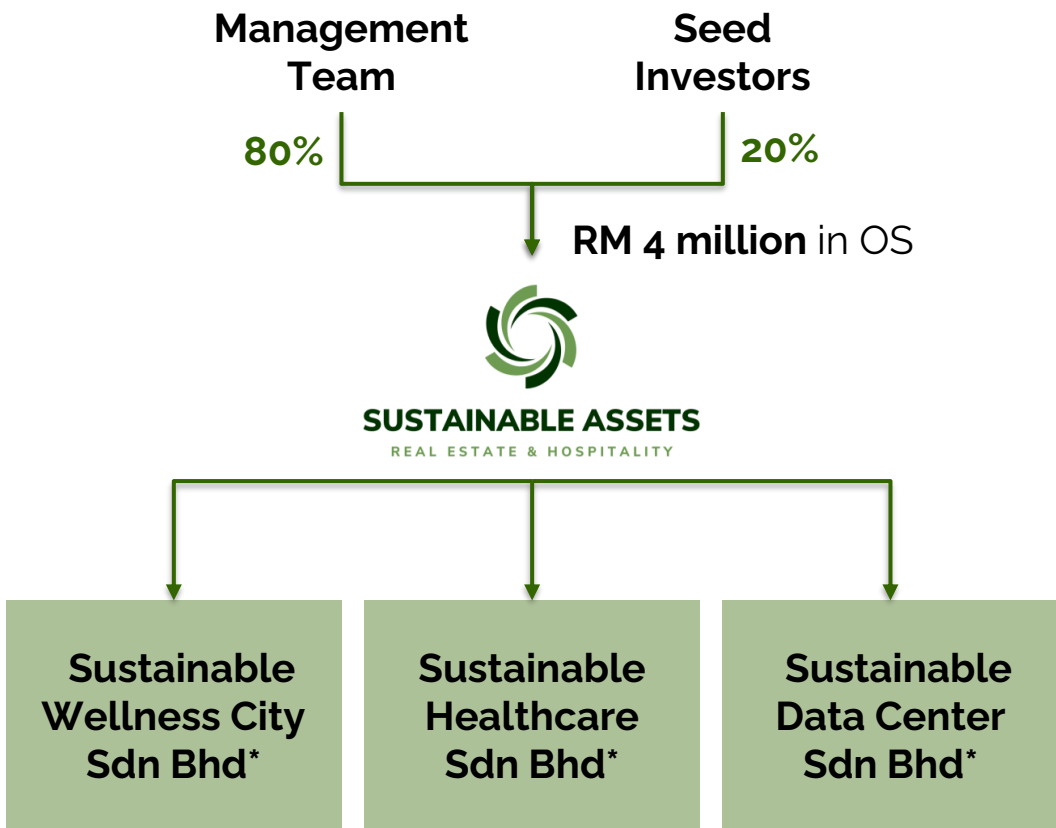 Management
Team
Seed
Investors
80%
20%
RM 4 million in OS
SUSTAINABLE ASSETS
REAL ESTATE & HOSPITALITY
Sustainable
Wellness City
Sdn Bhd*
Sustainable
Healthcare
Sdn Bhd*
Sustainable
Data Center
Sdn Bhd*